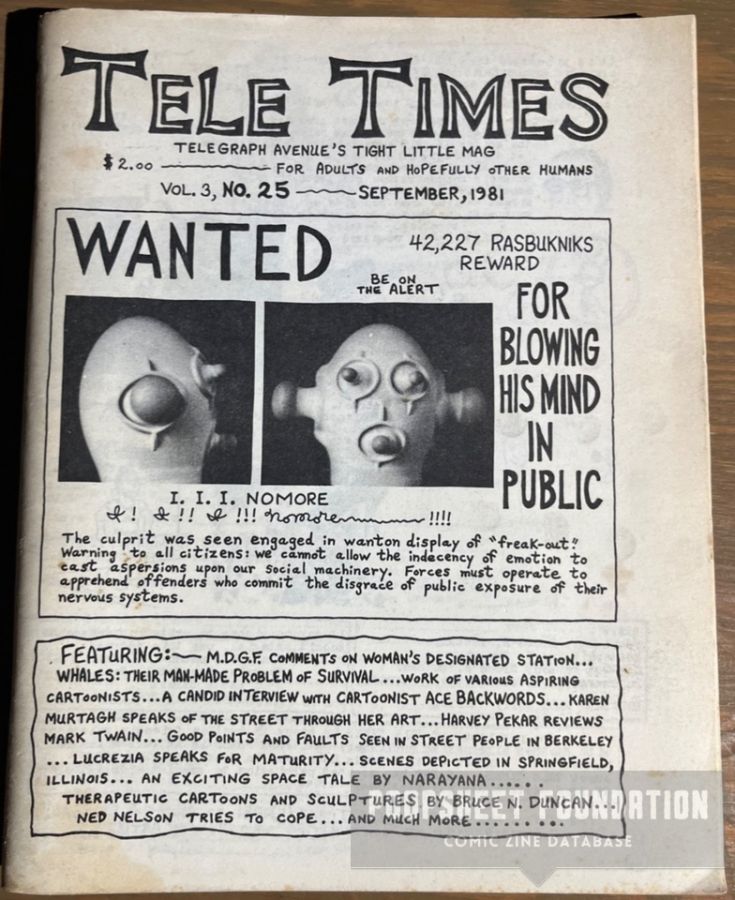 TELE TIMES
TELEGRAPH AVENUE'S TIGHT LITTLE MAG
$2.00 FOR ADULTS AND HOPEFULLY OTHER HUMANS
VOL. 3, NO. 25 SEPTEMBER, 1981
WANTED
42,227 RASBUKNIKS
REWARD
BE ON
THE ALERT
FOR
BLOWING
HIS MIND
IN
PUBLIC
I. I. I. NOMORE
I! I!! I!!! nomore !!!!
The culprit was seen engaged in wanton display of "freak-out."
Warning to all citizens: we cannot allow the indecency of emotion to
cast aspersions upon our social machinery. Forces must operate to
apprehend offenders who commit the disgrace of public exposure of their
nervous systems.
FEATURING: M.D.G.F. COMMENTS ON WOMAN'S DESIGNATED STATION...
WHALES: THEIR MAN-MADE PROBLEM OF SURVIVAL...WORK OF VARIOUS ASPIRING
CARTOONISTS...A CANDID INTERVIEW WITH CARTOONIST ACE BACKWORDS...KAREN
MURTAGH SPEAKS OF THE STREET THROUGH HER ART...HARVEY PEKAR REVIEWS
MARK TWAIN... GOOD POINTS AND FAULTS SEEN IN STREET PEOPLE IN BERKELEY
... LUCREZIA SPEAKS FOR MATURITY... SCENES DEPICTED IN SPRINGFIELD,
ILLINOIS... AN EXCITING SPACE TALE BY NARAYANA......
THERAPEUTIC CARTOONS AND SCULPTURES BY BRUCE N. DUNCAN...
NED NELSON TRIES TO COPE...AND MUCH MORE........
POOPSHEET FOUNDATION
COMIC ZINE DATABASE